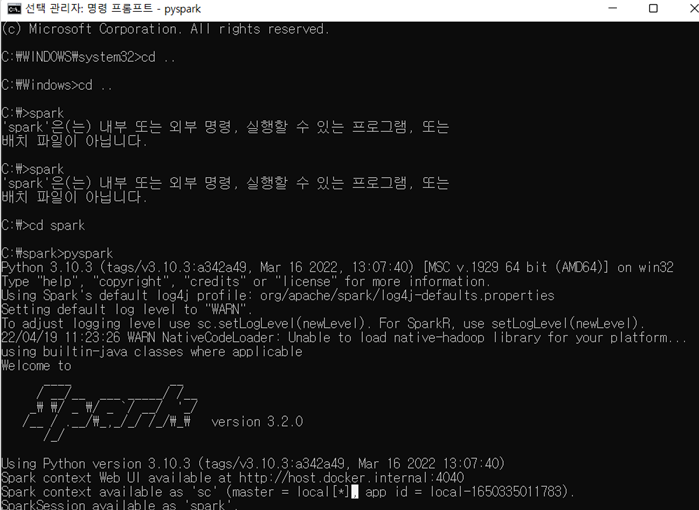 선택 관리자: 명령 프롬프트 - pyspark
(c) Microsoft Corporation. All rights reserved.
C:\WINDOWS\system32>cd ..
C:\Windows>cd ..
C:\>spark
'spark'은(는) 내부 또는 외부 명령, 실행할 수 있는 프로그램, 또는
배치 파일이 아닙니다.
C:\>spark
'spark'은(는) 내부 또는 외부 명령, 실행할 수 있는 프로그램, 또는
배치 파일이 아닙니다.
C:\>cd spark
C:\spark>pyspark
Python 3.10.3 (tags/v3.10.3:a342a49, Mar 16 2022, 13:07:40) [MSC v.1929 64 bit (AMD64)] on win32
Type "help", "copyright", "credits" or "license" for more information.
Using Spark's default log4j profile: org/apache/spark/log4j-defaults.properties
Setting default log level to "WARN".
To adjust logging level use sc.setLogLevel(newLevel). For SparkR, use setLogLevel(newLevel).
22/04/19 11:23:26 WARN NativeCodeLoader: Unable to load native-hadoop library for your platform...
using builtin-java classes where applicable
Welcome to
Spark
version 3.2.0
Using Python version 3.10.3 (tags/v3.10.3:a342a49, Mar 16 2022 13:07:40)
Spark context Web UI available at http://host.docker.internal:4040
Spark context available as 'sc' (master = local[*], app id = local-1650335011783).
SparkSession available as 'spark'.